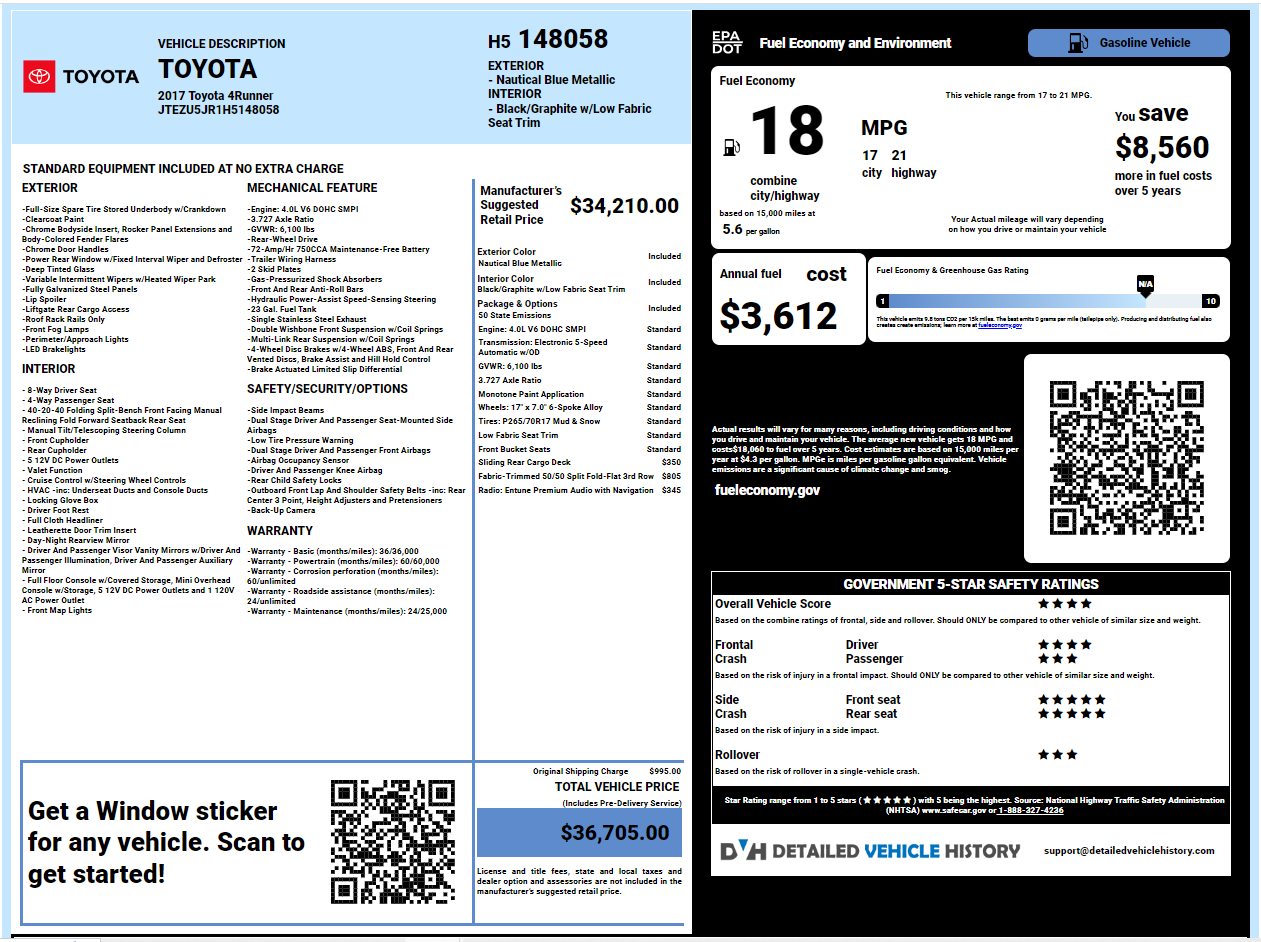 TOYOTA
VEHICLE DESCRIPTION
TOYOTA
2017 Toyota 4Runner
JTEZU5JR1H5148058
H5 148058
EXTERIOR
- Nautical Blue Metallic
INTERIOR
- Black/Graphite w/Low Fabric
Seat Trim
STANDARD EQUIPMENT INCLUDED AT NO EXTRA CHARGE
EXTERIOR
-Full-Size Spare Tire Stored Underbody w/Crankdown
-Clearcoat Paint
-Chrome Bodyside Insert, Rocker Panel Extensions and
Body-Colored Fender Flares
-Chrome Door Handles
-Power Rear Window w/Fixed Interval Wiper and Defroster
-Deep Tinted Glass
-Variable Intermittent Wipers w/Heated Wiper Park
-Fully Galvanized Steel Panels
-Lip Spoiler
-Liftgate Rear Cargo Access
-Roof Rack Rails Only
-Front Fog Lamps
-Perimeter/Approach Lights
-LED Brakelights
INTERIOR
- 8-Way Driver Seat
- 4-Way Passenger Seat
- 40-20-40 Folding Split-Bench Front Facing Manual
Reclining Fold Forward Seatback Rear Seat
- Manual Tilt/Telescoping Steering Column
- Front Cupholder
- Rear Cupholder
- 5 12V DC Power Outlets
- Valet Function
- Cruise Control w/Steering Wheel Controls
- HVAC -inc: Underseat Ducts and Console Ducts
- Locking Glove Box
- Driver Foot Rest
- Full Cloth Headliner
- Leatherette Door Trim Insert
- Day-Night Rearview Mirror
- Driver And Passenger Visor Vanity Mirrors w/Driver And
Passenger Illumination, Driver And Passenger Auxiliary
Mirror
- Full Floor Console w/Covered Storage, Mini Overhead
Console w/Storage, 5 12V DC Power Outlets and 1 120V
AC Power Outlet
- Front Map Lights
MECHANICAL FEATURE
-Engine: 4.0L V6 DOHC SMPI
-3.727 Axle Ratio
-GVWR: 6,100 lbs
-Rear-Wheel Drive
-72-Amp/Hr 750CCA Maintenance-Free Battery
-Trailer Wiring Harness
-2 Skid Plates
-Gas-Pressurized Shock Absorbers
-Front And Rear Anti-Roll Bars
-Hydraulic Power-Assist Speed-Sensing Steering
-23 Gal. Fuel Tank
-Single Stainless Steel Exhaust
-Double Wishbone Front Suspension w/Coil Springs
-Multi-Link Rear Suspension w/Coil Springs
-4-Wheel Disc Brakes w/4-Wheel ABS, Front And Rear
Vented Discs, Brake Assist and Hill Hold Control
-Brake Actuated Limited Slip Differential
SAFETY/SECURITY/OPTIONS
-Side Impact Beams
-Dual Stage Driver And Passenger Seat-Mounted Side
Airbags
-Low Tire Pressure Warning
-Dual Stage Driver And Passenger Front Airbags
-Airbag Occupancy Sensor
-Driver And Passenger Knee Airbag
-Rear Child Safety Locks
-Outboard Front Lap And Shoulder Safety Belts -inc: Rear
Center 3 Point, Height Adjusters and Pretensioners
-Back-Up Camera
WARRANTY
-Warranty - Basic (months/miles): 36/36,000
-Warranty - Powertrain (months/miles): 60/60,000
-Warranty - Corrosion perforation (months/miles):
60/unlimited
-Warranty - Roadside assistance (months/miles):
24/unlimited
-Warranty - Maintenance (months/miles): 24/25,000
Manufacturer's
Suggested
Retail Price
$34,210.00
Exterior Color
Nautical Blue Metallic Included
Interior Color
Black/Graphite w/Low Fabric Seat Trim Included
Package & Options
50 State Emissions Included
Engine: 4.0L V6 DOHC SMPI Standard
Transmission: Electronic 5-Speed
Automatic w/OD Standard
GVWR: 6,100 lbs Standard
3.727 Axle Ratio Standard
Monotone Paint Application Standard
Wheels: 17" x 7.0" 6-Spoke Alloy Standard
Tires: P265/70R17 Mud & Snow Standard
Low Fabric Seat Trim Standard
Front Bucket Seats Standard
Sliding Rear Cargo Deck $350
Fabric-Trimmed 50/50 Split Fold-Flat 3rd Row $805
Radio: Entune Premium Audio with Navigation $345
Get a Window sticker
for any vehicle. Scan to
get started!
Original Shipping Charge $995.00
TOTAL VEHICLE PRICE
(Includes Pre-Delivery Service)
$36,705.00
License and title fees, state and local taxes and
dealer option and assessories are not included in the
manufacturer's suggested retail price.
EPA
DOT
Fuel Economy and Environment
Gasoline Vehicle
Fuel Economy
This vehicle range from 17 to 21 MPG.
18
MPG
17 21
city highway
combine
city/highway
based on 15,000 miles at
5.6 per gallon
You save
$8,560
more in fuel costs
over 5 years
Your Actual mileage will vary depending
on how you drive or maintain your vehicle
Annual fuel cost
$3,612
Fuel Economy & Greenhouse Gas Rating
N/A
1 10
This vehicle emits 9.8 tons CO2 per 15k miles. The best emits 0 grams per mile (tailpipe only). Producing and distributing fuel also
creates create emissions; learn more at fueleconomy.gov
Actual results will vary for many reasons, including driving conditions and how
you drive and maintain your vehicle. The average new vehicle gets 18 MPG and
costs$18,060 to fuel over 5 years. Cost estimates are based on 15,000 miles per
year at $4.3 per gallon. MPGe is miles per gasoline gallon equivalent. Vehicle
emissions are a significant cause of climate change and smog.
fueleconomy.gov
GOVERNMENT 5-STAR SAFETY RATINGS
Overall Vehicle Score ★★★★
Based on the combine ratings of frontal, side and rollover. Should ONLY be compared to other vehicle of similar size and weight.
Frontal Driver ★★★★
Crash Passenger ★★★
Based on the risk of injury in a frontal impact. Should ONLY be compared to other vehicle of similar size and weight.
Side Front seat ★★★★★
Crash Rear seat ★★★★★
Based on the risk of injury in a side impact.
Rollover ★★★
Based on the risk of rollover in a single-vehicle crash.
Star Rating range from 1 to 5 stars (★★★★★) with 5 being the highest. Source: National Highway Traffic Safety Administration
(NHTSA) www.safecar.gov or 1-888-327-4236
DVH DETAILED VEHICLE HISTORY
support@detailedvehiclehistory.com